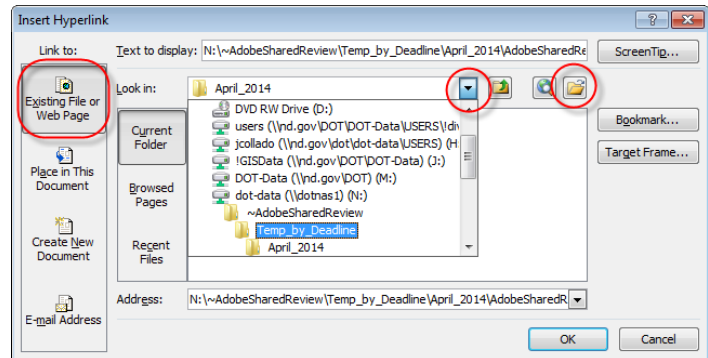 Insert Hyperlink
Link to:
Text to display: N:\~AdobeSharedReview\Temp_by_Deadline\April_2014\AdobeSharedRe
ScreenTip...
Existing File or
Web Page
Look in: April_2014
DVD RW Drive (D:)
users (\\nd.gov\DOT\DOT-Data\USERS\!div
jcollado (\\nd.gov\dot\dot-data\USERS) (H
!GISData (\\nd.gov\DOT\DOT-Data) (J:)
DOT-Data (\\nd.gov\DOT) (M:)
dot-data (\\dotnas1) (N:)
~AdobeSharedReview
Temp_by_Deadline
April_2014
Current
Folder
Browsed
Pages
Recent
Files
Bookmark...
Target Frame...
Place in This
Document
Create New
Document
E-mail Address
Address: N:\~AdobeSharedReview\Temp_by_Deadline\April_2014\AdobeSharedR
OK
Cancel